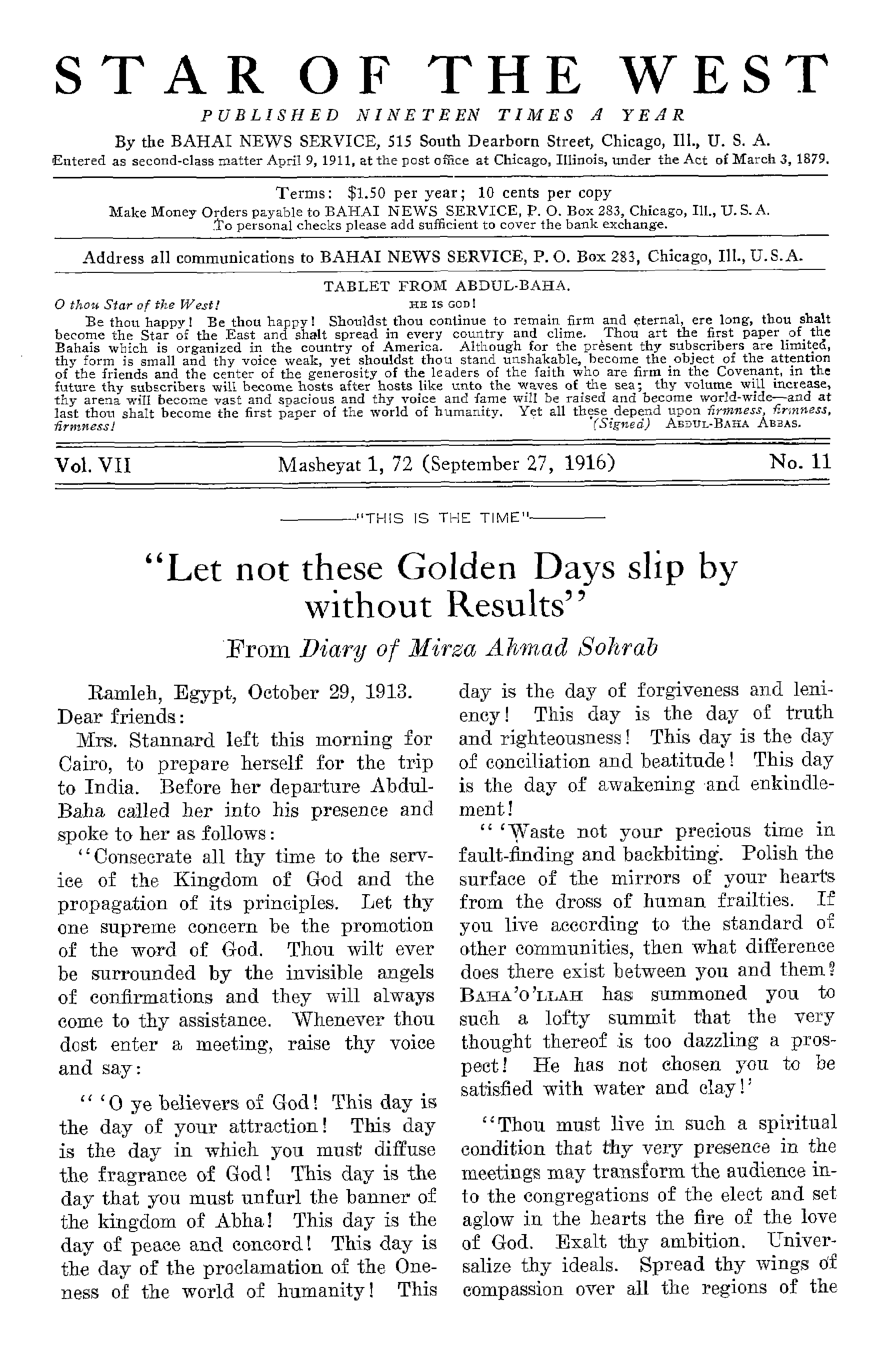 STAR OF THE WEST
PUBLISHED NINETEEN TIMES A YEAR
By the BAHAI NEWS SERVICE, 515 South Dearborn Street, Chicago, Ill., U. S. A.
Entered as second-class matter April 9, 1911, at the post office at Chicago, Illinois, under the Act of March 3, 1879.
Terms: $1.50 per year; 10 cents per copy
Make Money Orders payable to BAHAI NEWS SERVICE, P. O. Box 283, Chicago, Ill., U. S. A.
To personal checks please add sufficient to cover the bank exchange.
Address all communications to BAHAI NEWS SERVICE, P. O. Box 283, Chicago, Ill., U.S.A.
TABLET FROM ABDUL-BAHA.
O thou Star of the West! HE IS GOD!
Be thou happy! Be thou happy! Shouldst thou continue to remain firm and eternal, ere long, thou shalt
become the Star of the East and shalt spread in every country and clime. Thou art the first paper of the
Bahais which is organized in the country of America. Although for the present thy subscribers are limited,
thy form is small and thy voice weak, yet shouldst thou stand unshakable, become the object of the attention
of the friends and the center of the generosity of the leaders of the faith who are firm in the Covenant, in the
future thy subscribers will become hosts after hosts like unto the waves of the sea; thy volume will increase,
thy arena will become vast and spacious and thy voice and fame will be raised and become world-wide—and at
last thou shalt become the first paper of the world of humanity. Yet all these depend upon firmness, firmness,
firmness! (Signed) ABDUL-BAHA ABBAS.
Vol. VII Masheyat 1, 72 (September 27, 1916) No. 11
"THIS IS THE TIME"
"Let not these Golden Days slip by
without Results"
From Diary of Mirza Ahmad Sohrab
Ramleh, Egypt, October 29, 1913.
Dear friends:
Mrs. Stannard left this morning for
Cairo, to prepare herself for the trip
to India. Before her departure Abdul-
Baha called her into his presence and
spoke to her as follows:
"Consecrate all thy time to the serv-
ice of the Kingdom of God and the
propagation of its principles. Let thy
one supreme concern be the promotion
of the word of God. Thou wilt ever
be surrounded by the invisible angels
of confirmations and they will always
come to thy assistance. Whenever thou
dost enter a meeting, raise thy voice
and say:
" 'O ye believers of God! This day is
the day of your attraction! This day
is the day in which you must diffuse
the fragrance of God! This day is the
day that you must unfurl the banner of
the kingdom of Abha! This day is the
day of peace and concord! This day is
the day of the proclamation of the One-
ness of the world of humanity! This
day is the day of forgiveness and leni-
ency! This day is the day of truth
and righteousness! This day is the day
of conciliation and beatitude! This day
is the day of awakening and enkindle-
ment!
" 'Waste not your precious time in
fault-finding and backbiting. Polish the
surface of the mirrors of your hearts
from the dross of human frailties. If
you live according to the standard of
other communities, then what difference
does there exist between you and them?
BAHA'O'LLAH has summoned you to
such a lofty summit that the very
thought thereof is too dazzling a pros-
pect! He has not chosen you to be
satisfied with water and clay!'
"Thou must live in such a spiritual
condition that thy very presence in the
meetings may transform the audience in-
to the congregations of the elect and set
aglow in the hearts the fire of the love
of God. Exalt thy ambition. Univer-
salize thy ideals. Spread thy wings of
compassion over all the regions of the